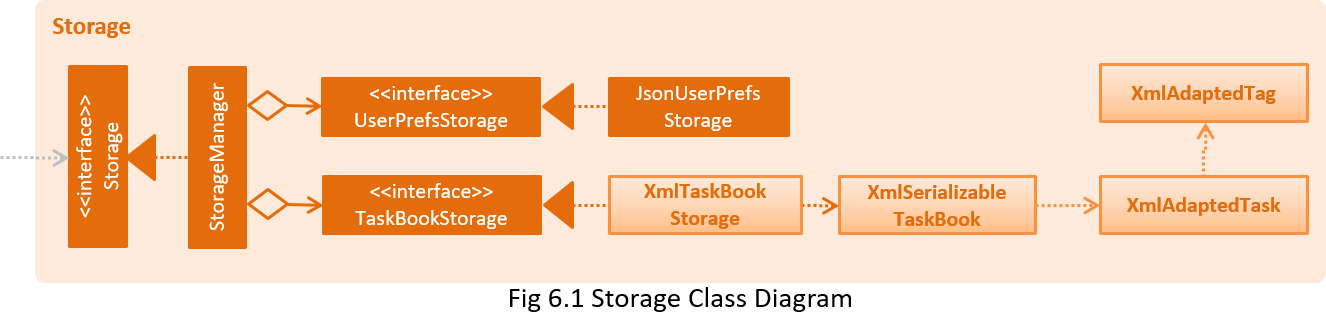 Storage
<<interface>>
Storage
StorageManager
<<interface>>
UserPrefsStorage
JsonUserPrefs
Storage
<<interface>>
TaskBookStorage
XmlTaskBook
Storage
XmlSerializable
TaskBook
XmlAdaptedTag
XmlAdaptedTask
Fig 6.1 Storage Class Diagram